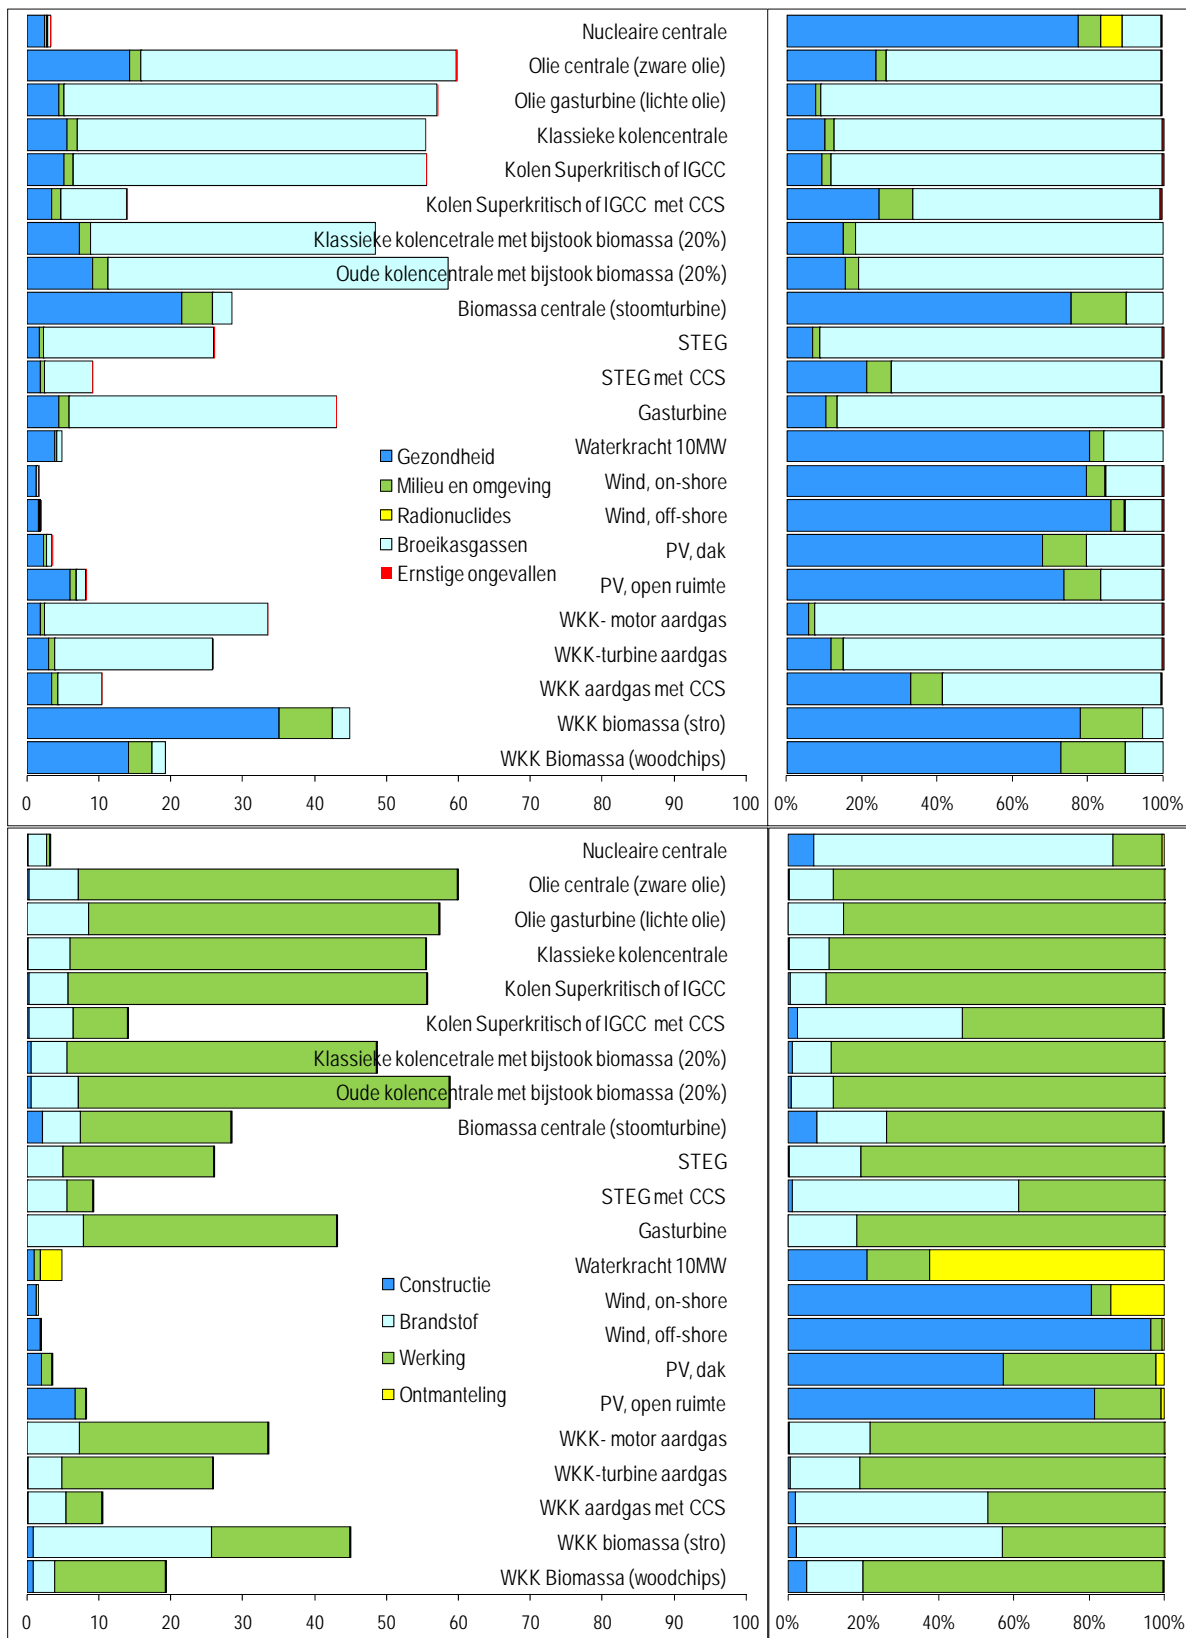 Nucleaire centrale
Olie centrale (zware olie)
Olie gasturbine (lichte olie)
Klassieke kolencentrale
Kolen Superkritisch of IGCC
Kolen Superkritisch of IGCC met CCS
Klassieke kolencetrale met bijstook biomassa (20%)
Oude kolencentrale met bijstook biomassa (20%)
Biomassa centrale (stoomturbine)
STEG
STEG met CCS
Gasturbine
Waterkracht 10MW
Gezondheid
Wind, on-shore
Milieu en omgeving
Wind, off-shore
Radionuclides
Broeikasgassen
PV, dak
Ernstige ongevallen
PV, open ruimte
WKK- motor aardgas
WKK-turbine aardgas
WKK aardgas met CCS
WKK biomassa (stro)
WKK Biomassa (woodchips)
0 10 20 30 40 50 60 70 80 90 100
0% 20% 40% 60% 80% 100%
Nucleaire centrale
Olie centrale (zware olie)
Olie gasturbine (lichte olie)
Klassieke kolencentrale
Kolen Superkritisch of IGCC
Kolen Superkritisch of IGCC met CCS
Klassieke kolencetrale met bijstook biomassa (20%)
Oude kolencentrale met bijstook biomassa (20%)
Biomassa centrale (stoomturbine)
STEG
STEG met CCS
Gasturbine
Waterkracht 10MW
Constructie
Wind, on-shore
Brandstof
Wind, off-shore
Werking
PV, dak
Ontmanteling
PV, open ruimte
WKK- motor aardgas
WKK-turbine aardgas
WKK aardgas met CCS
WKK biomassa (stro)
WKK Biomassa (woodchips)
0 10 20 30 40 50 60 70 80 90 100
0% 20% 40% 60% 80% 100%